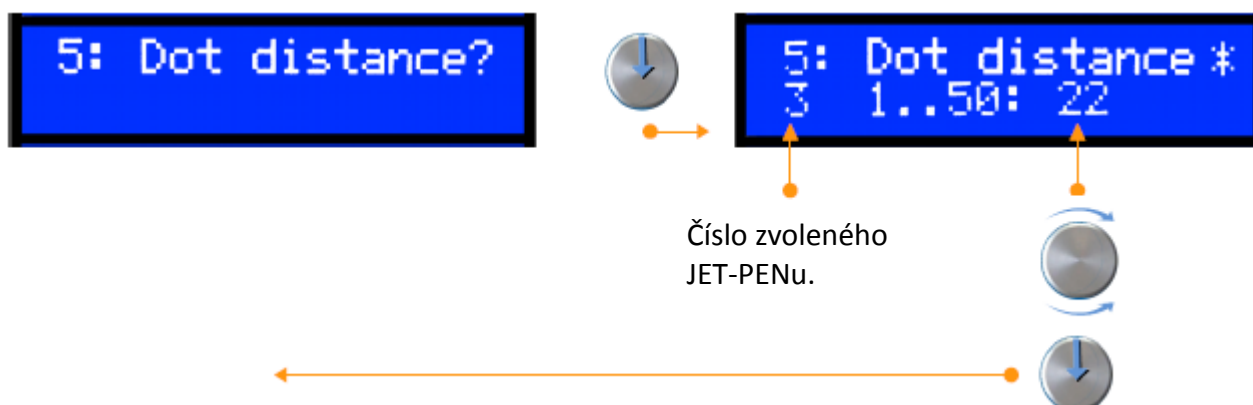 5: Dot distance?
5: Dot distance *
3 1..50: 22
Číslo zvoleného
JET-PENu.